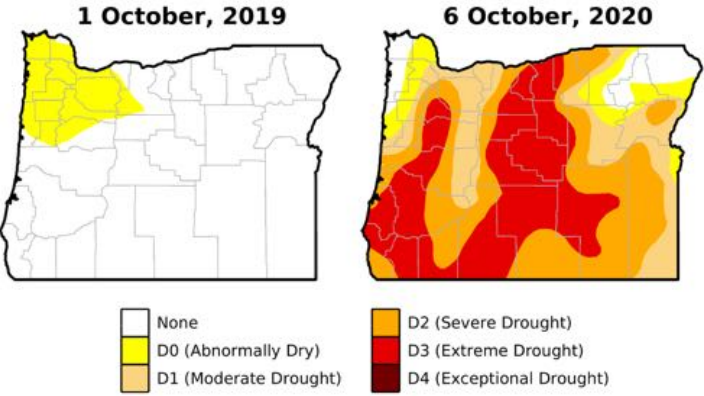 1 October, 2019
6 October, 2020
None
D0 (Abnormally Dry)
D1 (Moderate Drought)
D2 (Severe Drought)
D3 (Extreme Drought)
D4 (Exceptional Drought)